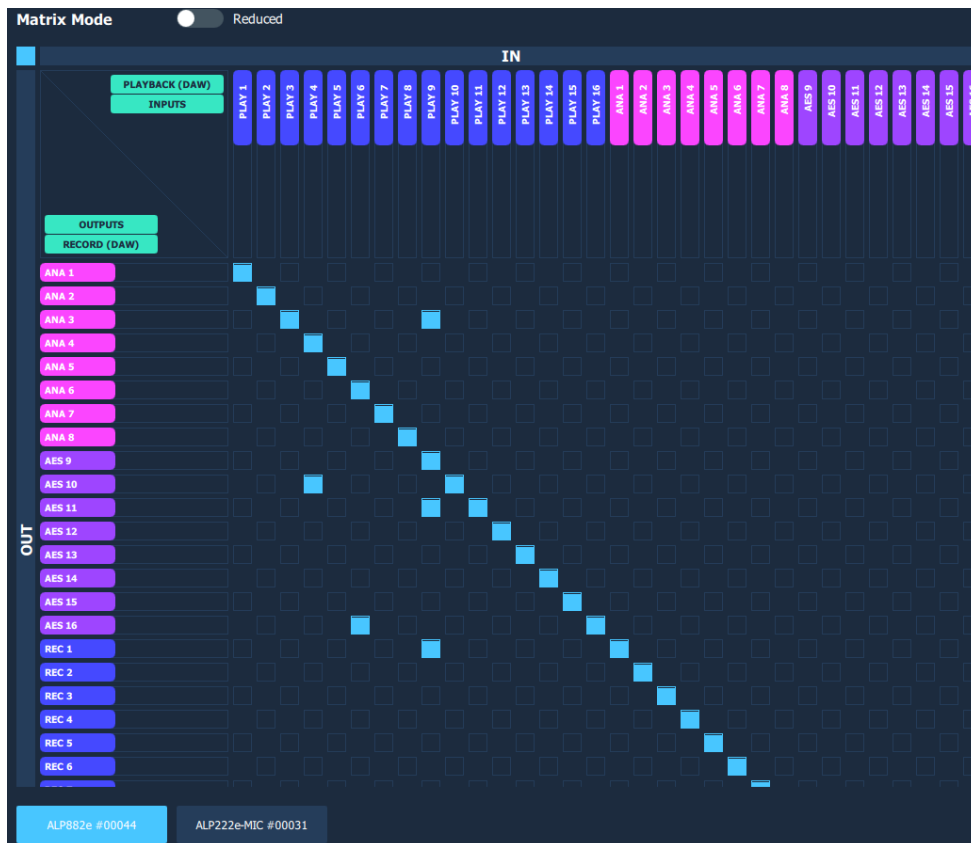 Matrix Mode Reduced
IN
PLAYBACK (DAW)
INPUTS
PLAY 1
PLAY 2
PLAY 3
PLAY 4
PLAY 5
PLAY 6
PLAY 7
PLAY 8
PLAY 9
PLAY 10
PLAY 11
PLAY 12
PLAY 13
PLAY 14
PLAY 15
PLAY 16
ANA 1
ANA 2
ANA 3
ANA 4
ANA 5
ANA 6
ANA 7
ANA 8
AES 9
AES 10
AES 11
AES 12
AES 13
AES 14
AES 15
OUTPUTS
RECORD (DAW)
OUT
ANA 1
ANA 2
ANA 3
ANA 4
ANA 5
ANA 6
ANA 7
ANA 8
AES 9
AES 10
AES 11
AES 12
AES 13
AES 14
AES 15
AES 16
REC 1
REC 2
REC 3
REC 4
REC 5
REC 6
ALP882e #00044
ALP222e-MIC #00031